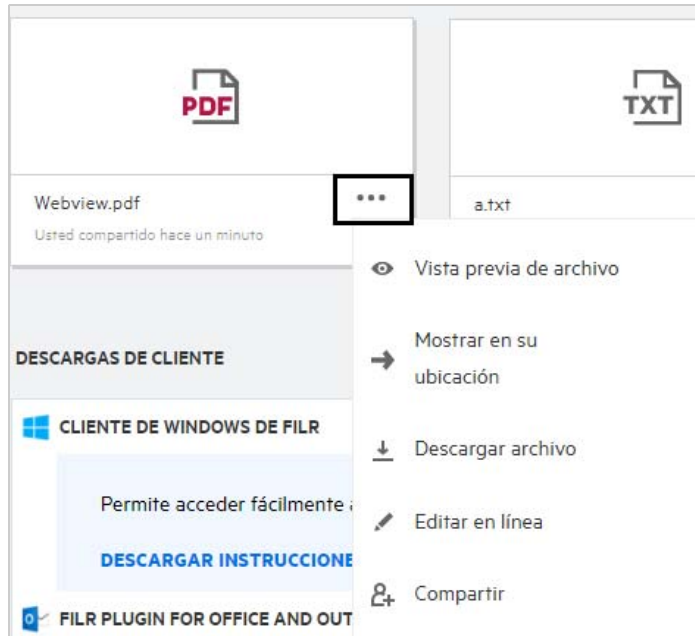 PDF
TXT
Webview.pdf
•••
a.txt
Usted compartido hace un minuto
Vista previa de archivo
Mostrar en su
ubicación
DESCARGAS DE CLIENTE
CLIENTE DE WINDOWS DE FILR
Descargar archivo
Permite acceder fácilmente
Editar en línea
DESCARGAR INSTRUCCIONE
Compartir
FILR PLUGIN FOR OFFICE AND OUT